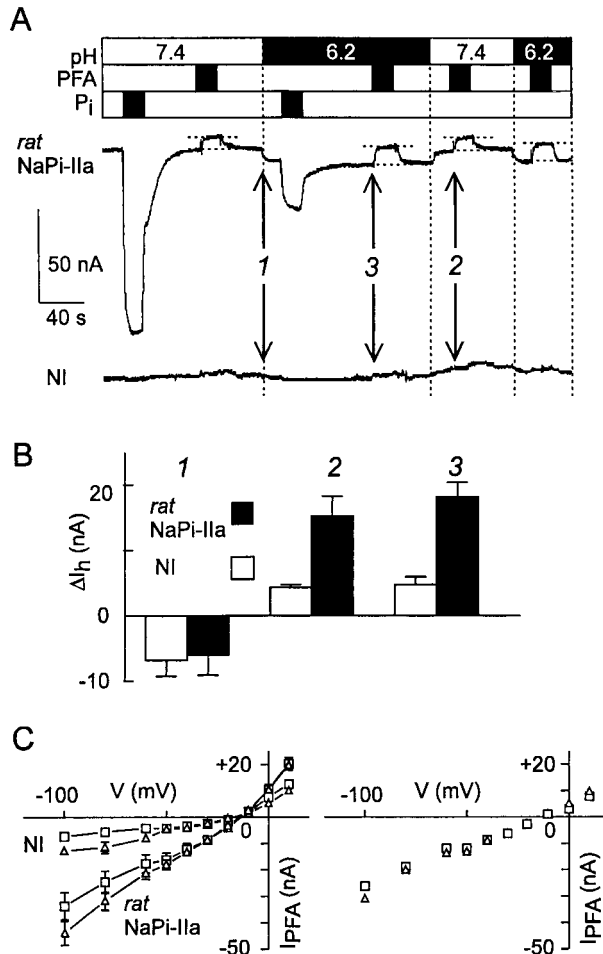 A
pH 7.4 6.2 7.4 6.2
PFA
Pi
rat
NaPi-IIa
1 3 2
50 nA
40 s
NI
B
1 2 3
20
rat
NaPi-IIa
NI
0
-10
ΔIh (nA)
C
+20 +20
-100 V (mV) -100 V (mV)
NI 0 0
rat
NaPi-IIa
IPFA (nA) IPFA (nA)
-50 -50